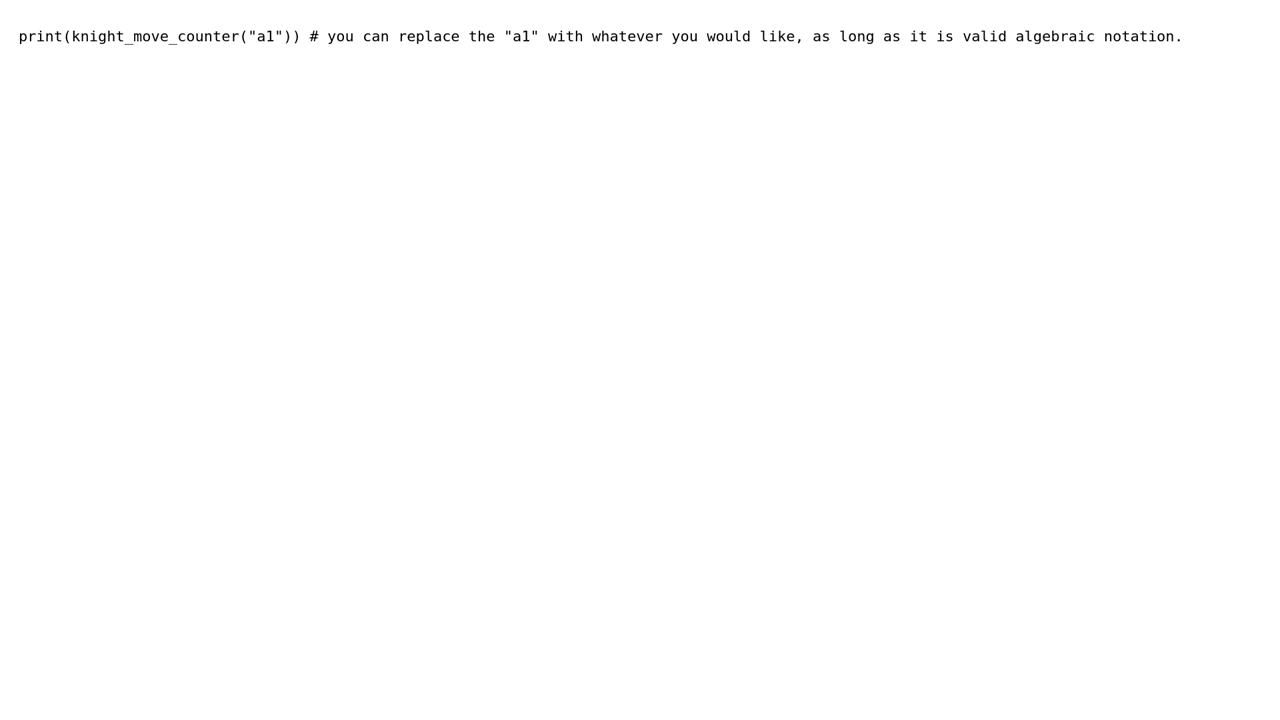 print(knight_move_counter("a1")) # you can replace the "a1" with whatever you would like, as long as it is valid algebraic notation.